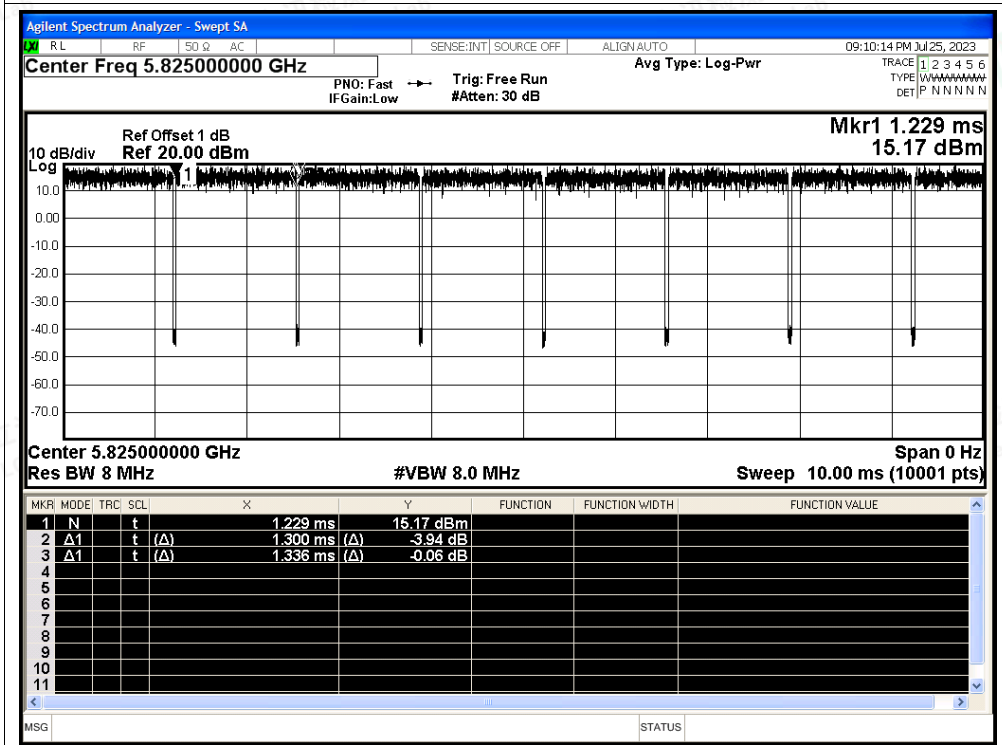 Agilent Spectrum Analyzer - Swept SA
LXI RL RF 50 Ω AC SENSE:INT SOURCE OFF ALIGN AUTO 09:10:14 PM Jul 25, 2023
Center Freq 5.825000000 GHz Avg Type: Log-Pwr TRACE 1 2 3 4 5 6
PNO: Fast Trig: Free Run TYPE WWWWWW
IFGain:Low #Atten: 30 dB DET P N N N N N
Mkr1 1.229 ms
Ref Offset 1 dB
10 dB/div Ref 20.00 dBm 15.17 dBm
Log
1
10.0
0.00
-10.0
-20.0
-30.0
-40.0
-50.0
-60.0
-70.0
Center 5.825000000 GHz Span 0 Hz
Res BW 8 MHz #VBW 8.0 MHz Sweep 10.00 ms (10001 pts)
MKR MODE TRC SCL X Y FUNCTION FUNCTION WIDTH FUNCTION VALUE
1 N t 1.229 ms 15.17 dBm
2 Δ1 t (Δ) 1.300 ms (Δ) -3.94 dB
3 Δ1 t (Δ) 1.336 ms (Δ) -0.06 dB
4
5
6
7
8
9
10
11
MSG STATUS